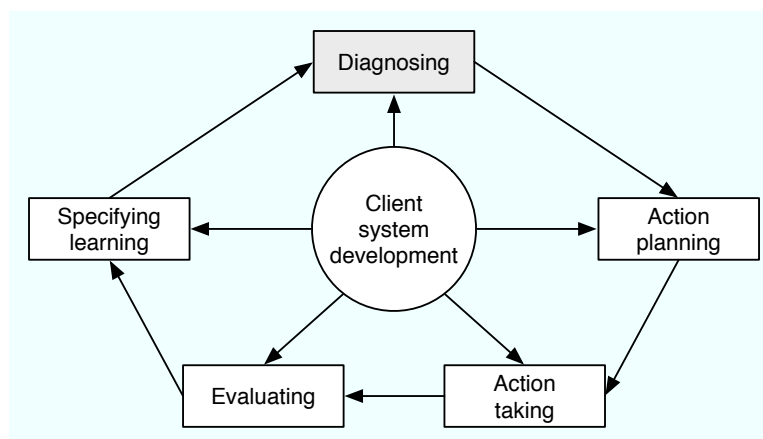 Diagnosing
Client
system
development
Specifying
learning
Action
planning
Evaluating
Action
taking